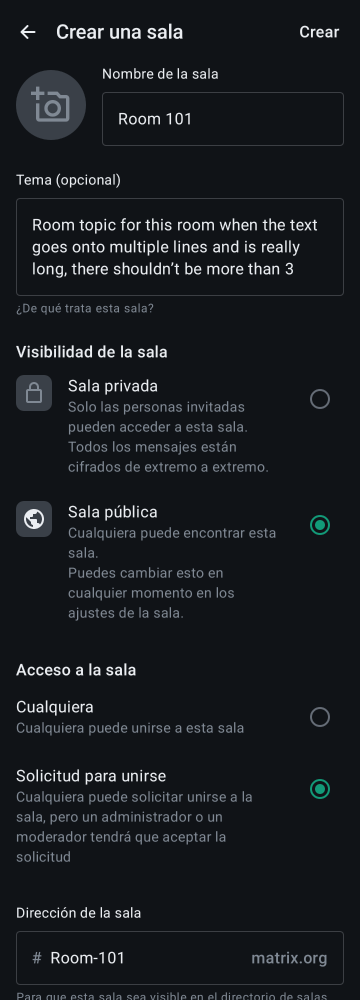 Crear una sala
Crear
Nombre de la sala
Room 101
Tema (opcional)
Room topic for this room when the text
goes onto multiple lines and is really
long, there shouldn’t be more than 3
¿De qué trata esta sala?
Visibilidad de la sala
Sala privada
Solo las personas invitadas
pueden acceder a esta sala.
Todos los mensajes están
cifrados de extremo a extremo.
Sala pública
Cualquiera puede encontrar esta
sala.
Puedes cambiar esto en
cualquier momento en los
ajustes de la sala.
Acceso a la sala
Cualquiera
Cualquiera puede unirse a esta sala
Solicitud para unirse
Cualquiera puede solicitar unirse a la
sala, pero un administrador o un
moderador tendrá que aceptar la
solicitud
Dirección de la sala
# Room-101 matrix.org
Para que esta sala sea visible en el directorio de salas